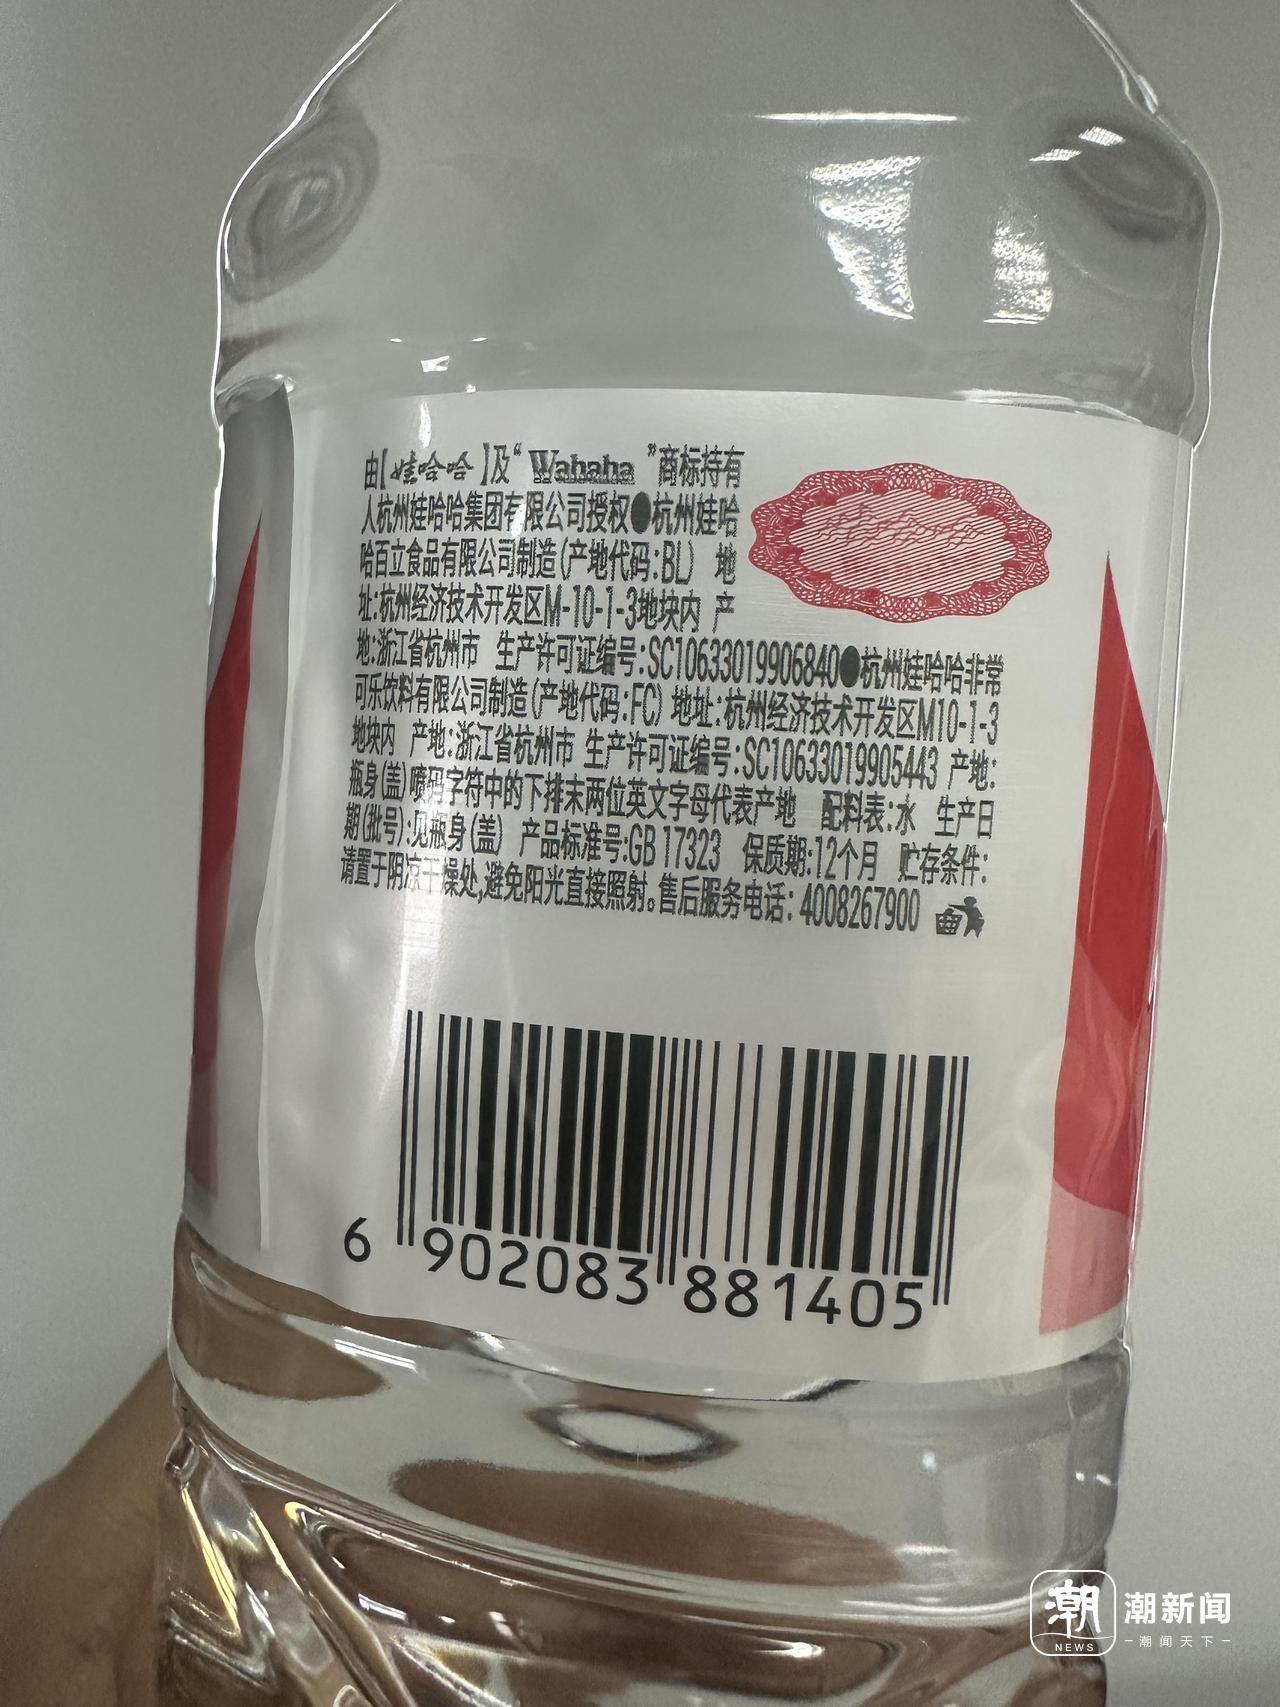 由【娃哈哈】及“Wahaha”商标持有
人杭州娃哈哈集团有限公司授权●杭州娃哈
哈百立食品有限公司制造(产地代码:BL) 地
址:杭州经济技术开发区M-10-1-3地块内 产
地:浙江省杭州市 生产许可证编号:SC10633019906840●杭州娃哈哈非常
可乐饮料有限公司制造(产地代码:FC) 地址:杭州经济技术开发区M10-1-3
地块内 产地:浙江省杭州市 生产许可证编号:SC10633019905443 产地:
瓶身(盖)喷码字符中的下排末两位英文字母代表产地 配料表:水 生产日
期(批号):见瓶身(盖) 产品标准号:GB 17323 保质期:12个月 贮存条件:
请置于阴凉干燥处,避免阳光直接照射。售后服务电话:4008267900
6 902083 881405
潮 NEWS
潮新闻
潮闻天下